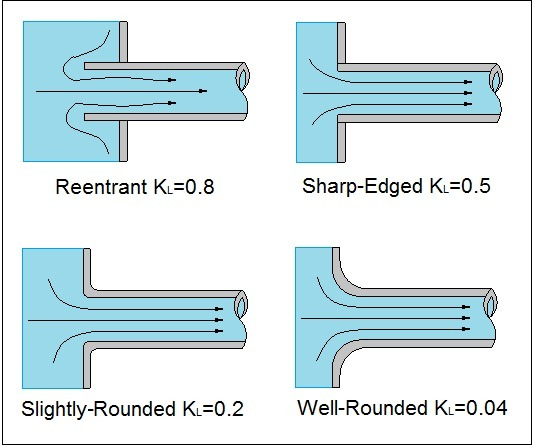 Reentrant KL=0.8
Sharp-Edged KL=0.5
Slightly-Rounded KL=0.2
Well-Rounded KL=0.04